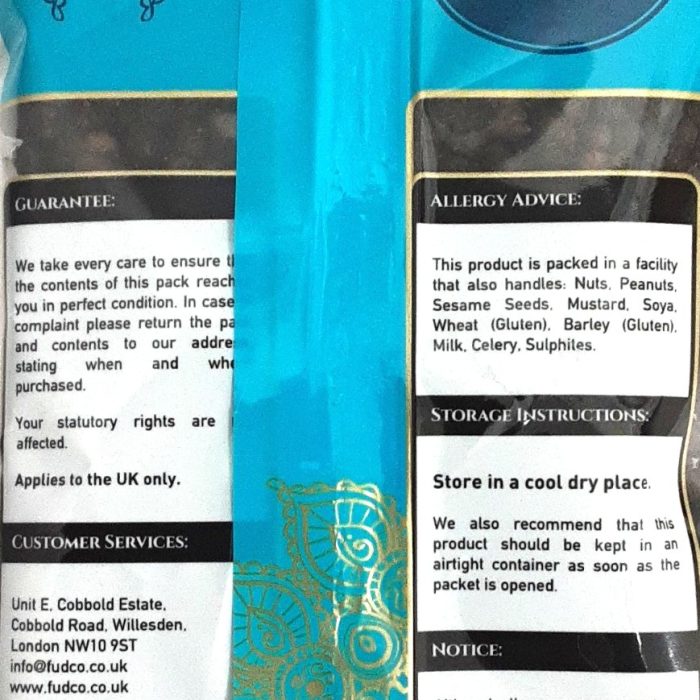 GUARANTEE:
We take every care to ensure
the contents of this pack reach
you in perfect condition. In case
complaint please return the
and contents to our
stating when and
purchased.
Your statutory rights are
affected.
Applies to the UK only.
CUSTOMER SERVICES:
Unit E, Cobbold Estate,
Cobbold Road, Willesden,
London NW10 9ST
info@fudco.co.uk
www.fudco.co.uk
ALLERGY ADVICE:
This product is packed in a facility
that also handles: Nuts, Peanuts,
Sesame Seeds, Mustard, Soya,
Wheat (Gluten), Barley (Gluten),
Milk, Celery, Sulphites.
STORAGE INSTRUCTIONS:
Store in a cool dry place.
We also recommend that this
product should be kept in an
airtight container as soon as the
packet is opened.
NOTICE: